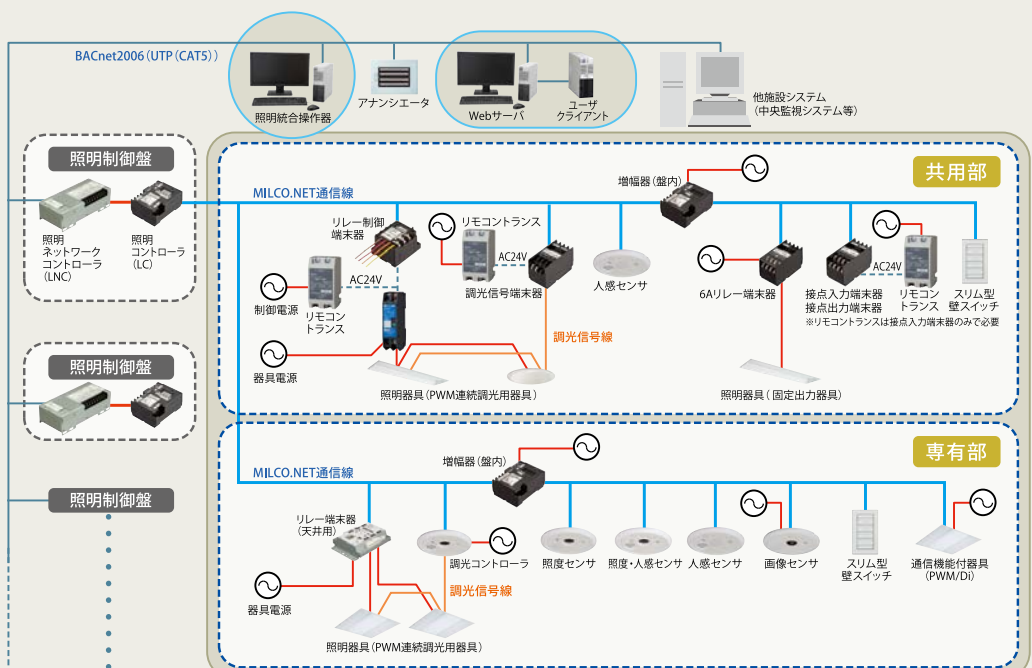 BACnet2006(UTP(CAT5))
照明統合操作器
アナンシエータ
Webサーバ
ユーザ
クライアント
他施設システム
(中央監視システム等)
照明制御盤
照明
ネットワーク
コントローラ
(LNC)
照明
コントローラ
(LC)
照明制御盤
照明制御盤
共用部
MILCO.NET通信線
増幅器(盤内)
リレー制御
端末器
リモコントランス
AC24V
調光信号端末器
人感センサ
AC24V
制御電源
リモコン
トランス
器具電源
調光信号線
照明器具(PWM連続調光用器具)
6Aリレー端末器
接点入力端末器
接点出力端末器
AC24V
リモコン
トランス
スリム型
壁スイッチ
※リモコントランスは接点入力端末器のみで必要
照明器具(固定出力器具)
専有部
MILCO.NET通信線
増幅器(盤内)
リレー端末器
(天井用)
調光コントローラ
照度センサ
照度・人感センサ
人感センサ
画像センサ
スリム型
壁スイッチ
通信機能付器具
(PWM/Di)
器具電源
調光信号線
照明器具(PWM連続調光用器具)